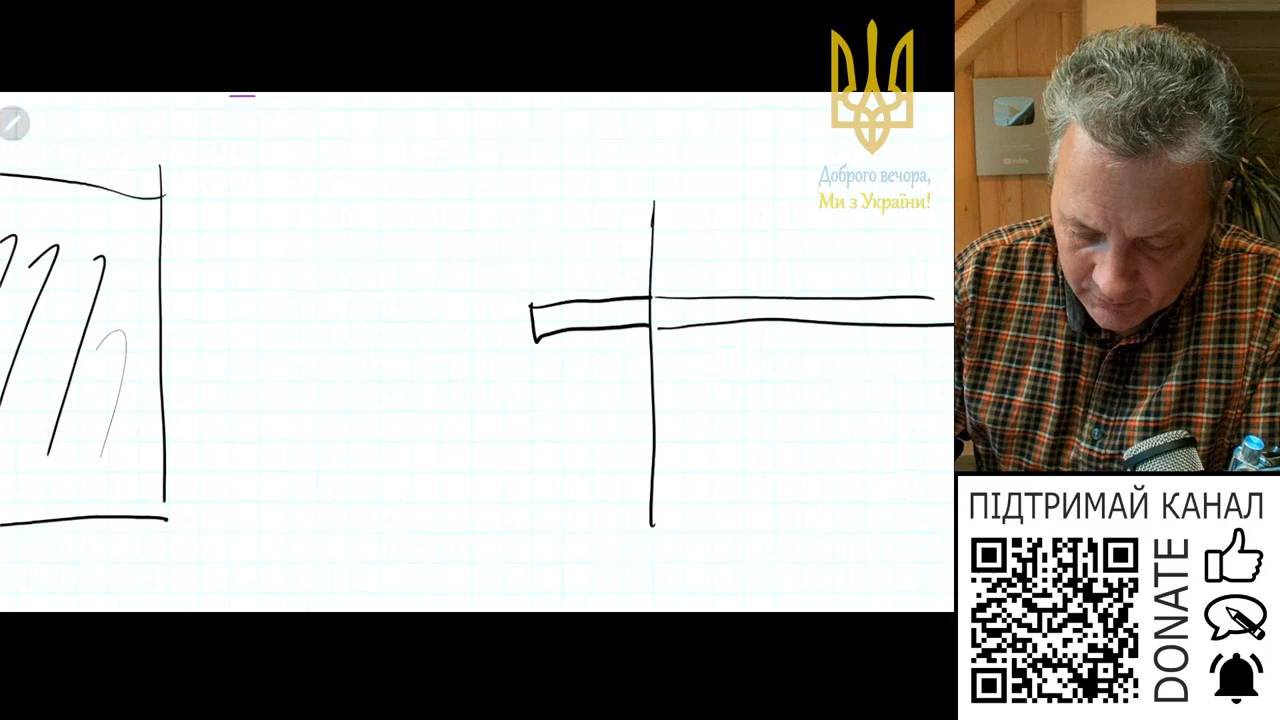 Доброго вечора,
Ми з України!
ПІДТРИМАЙ КАНАЛ
DONATE